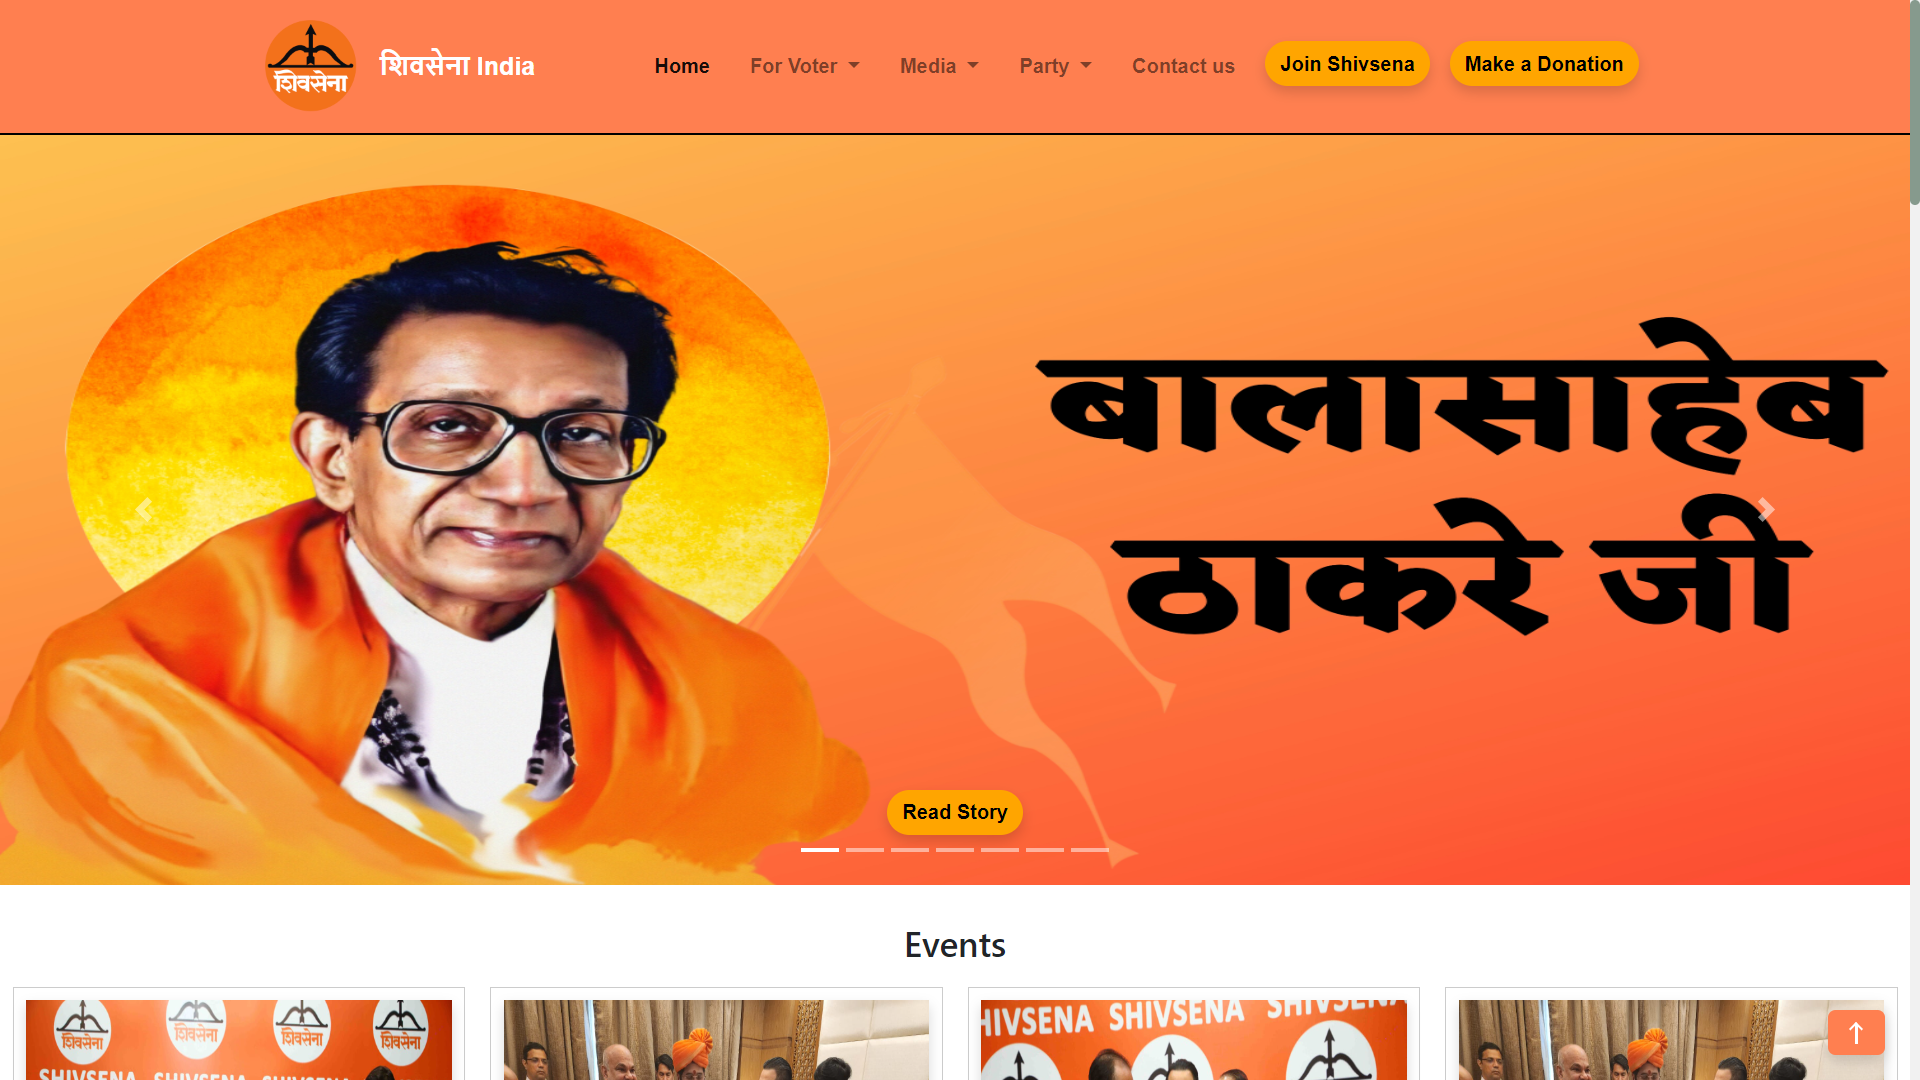 शिवसेना
शिवसेना India
Home
For Voter
Media
Party
Contact us
Join Shivsena
Make a Donation
बालासाहेब
ठाकरे जी
Read Story
Events
शिवसेना शिवसेना शिवसेना शिवसेना
SHIVSENA SHIVSENA SHIVSENA
HIVSENA SHIVSENA SHIVSENA